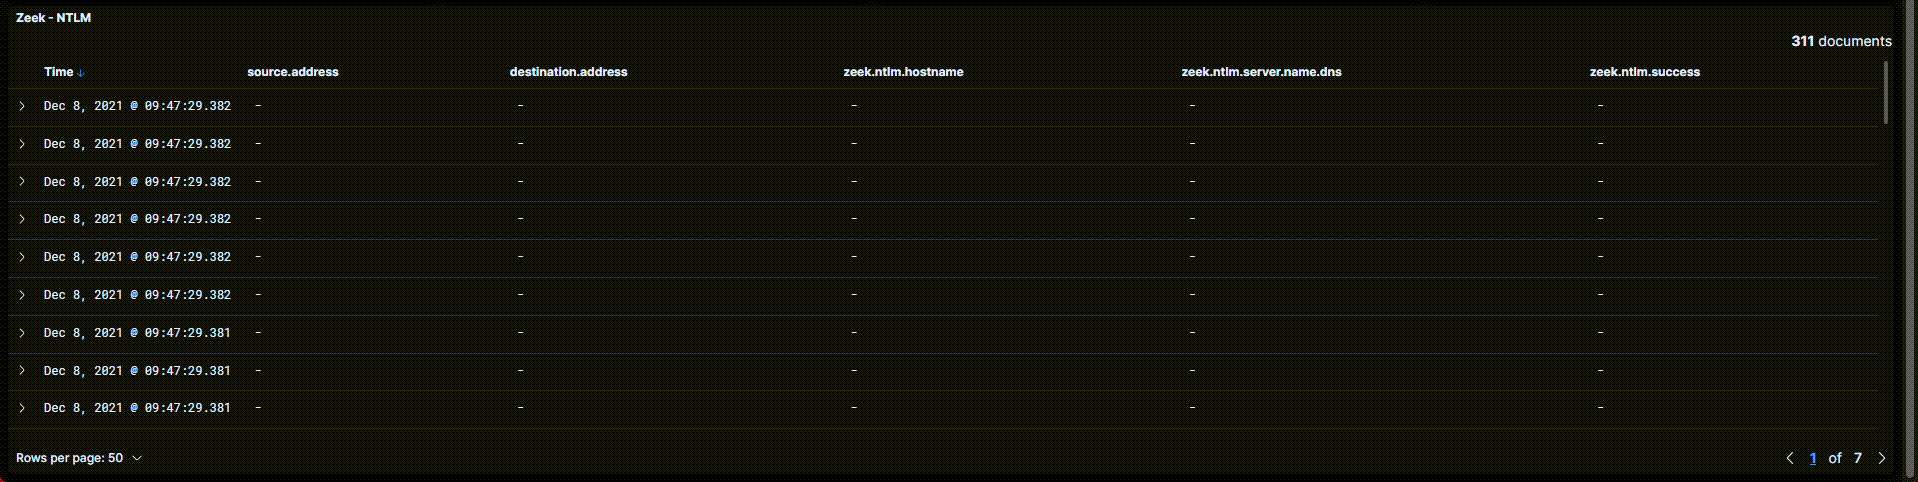 Zeek - NTLM
311 documents
Time source.address destination.address zeek.ntlm.hostname zeek.ntlm.server.name.dns zeek.ntlm.success
Dec 8, 2021 @ 09:47:29.382 - - - - -
Dec 8, 2021 @ 09:47:29.382 - - - - -
Dec 8, 2021 @ 09:47:29.382 - - - - -
Dec 8, 2021 @ 09:47:29.382 - - - - -
Dec 8, 2021 @ 09:47:29.382 - - - - -
Dec 8, 2021 @ 09:47:29.382 - - - - -
Dec 8, 2021 @ 09:47:29.381 - - - - -
Dec 8, 2021 @ 09:47:29.381 - - - - -
Dec 8, 2021 @ 09:47:29.381 - - - - -
Rows per page: 50 1 of 7